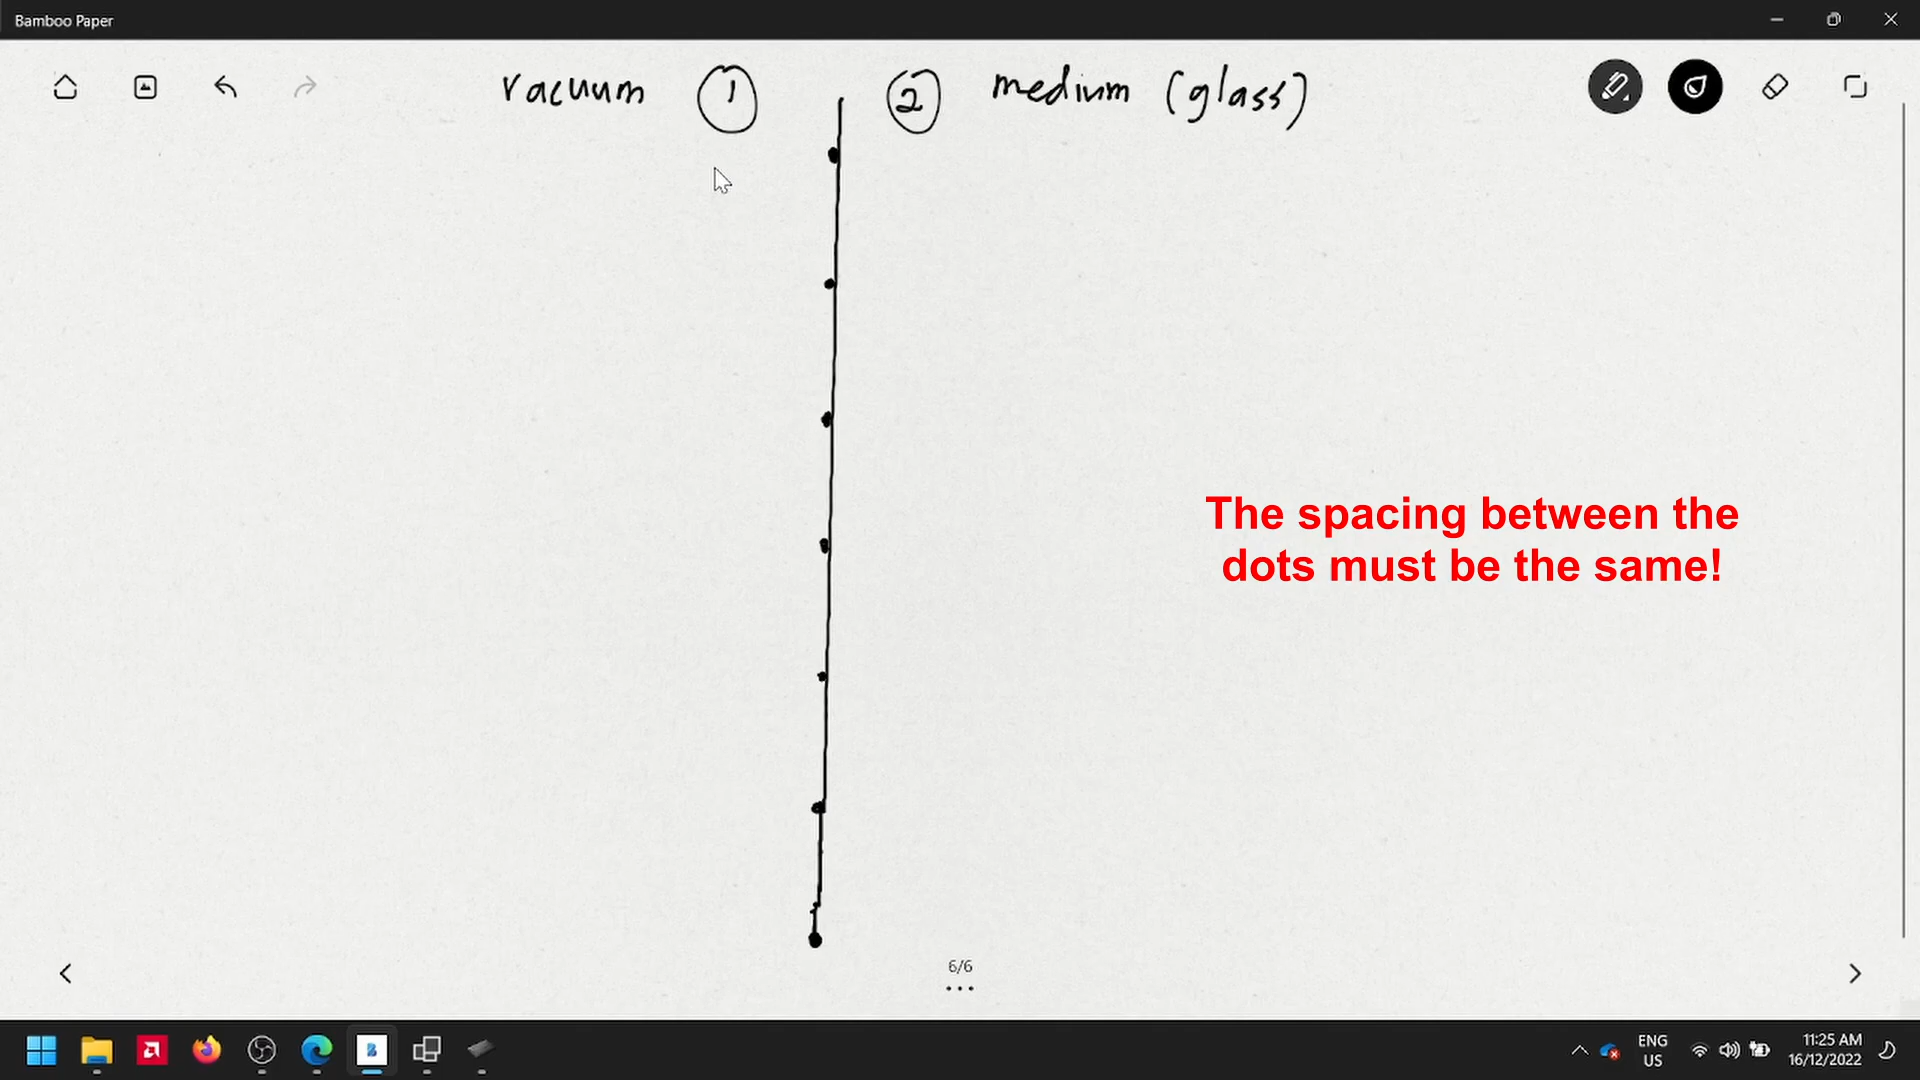 Bamboo Paper
vacuum 1 2 medium (glass)
The spacing between the
dots must be the same!
6/6
ENG
US
11:25 AM
16/12/2022